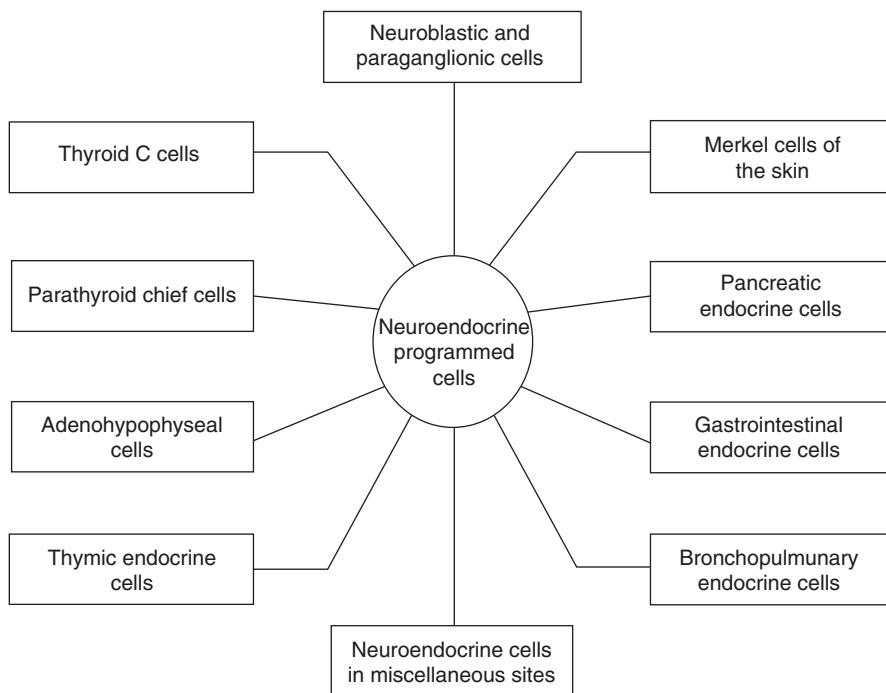 Neuroblastic and
paraganglionic cells
Thyroid C cells
Merkel cells of
the skin
Parathyroid chief cells
Pancreatic
endocrine cells
Neuroendocrine
programmed
cells
Adenohypophyseal
cells
Gastrointestinal
endocrine cells
Thymic endocrine
cells
Bronchopulmunary
endocrine cells
Neuroendocrine cells
in miscellaneous sites